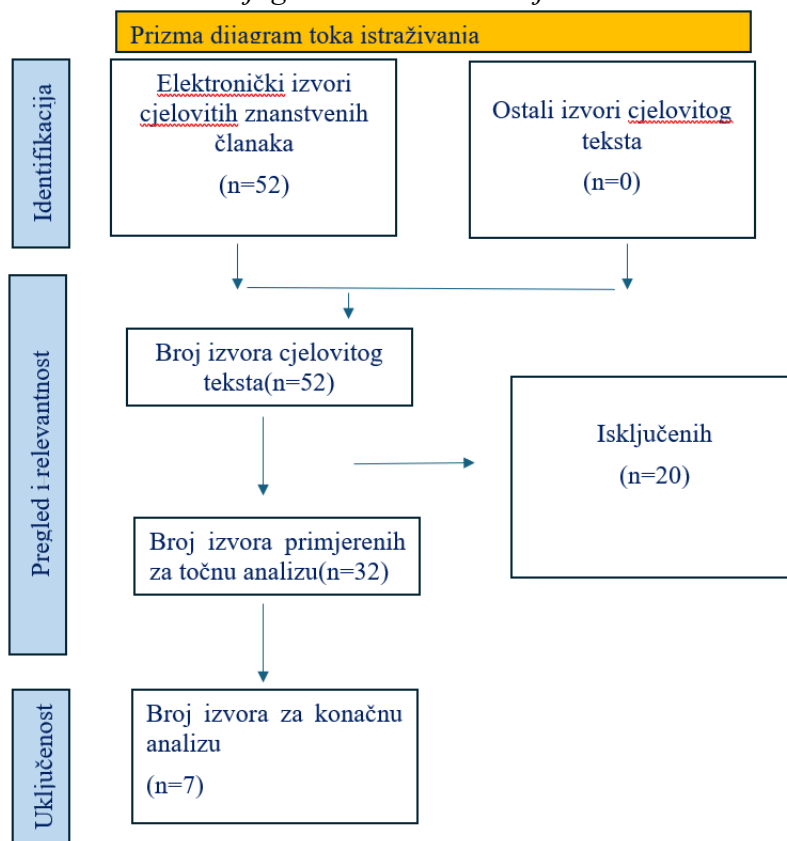 Prizma dijagram toka istraživanja
Identifikacija
Elektronički izvori
cjelovitih znanstvenih
članaka
(n=52)
Ostali izvori cjelovitog
teksta
(n=0)
Pregled i relevantnost
Broj izvora cjelovitog
teksta(n=52)
Isključenih
(n=20)
Broj izvora primjerenih
za točnu analizu(n=32)
Uključenost
Broj izvora za konačnu
analizu
(n=7)